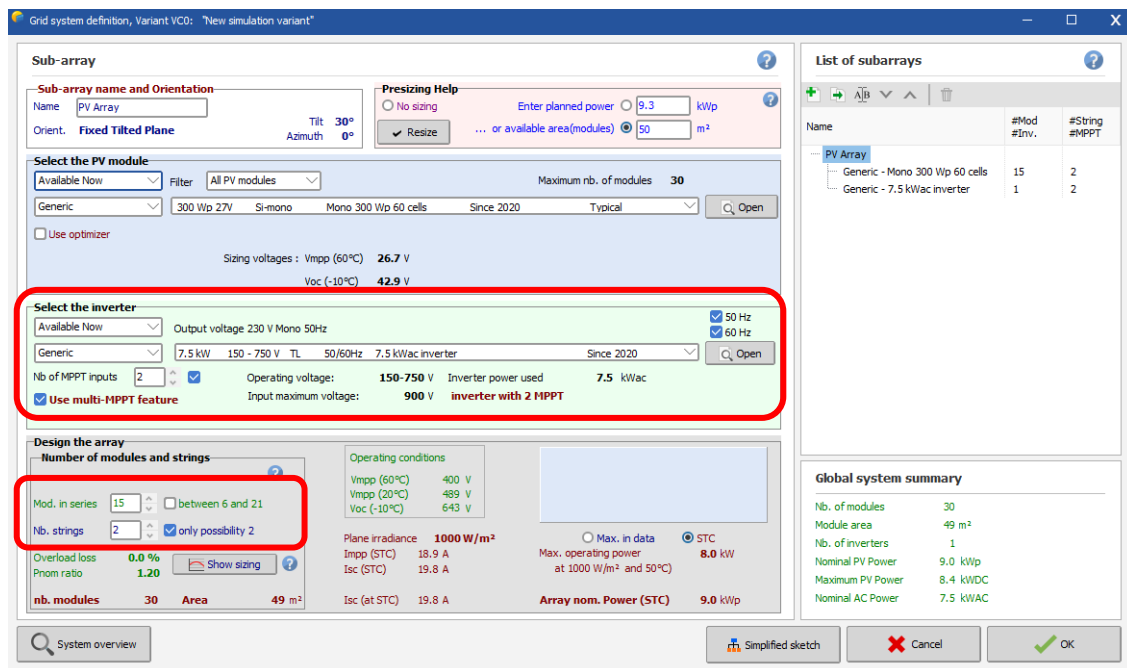 Grid system definition, Variant VC0: "New simulation variant"
Sub-array
Sub-array name and Orientation
Name PV Array
Orient. Fixed Tilted Plane
Tilt 30°
Azimuth 0°
Presizing Help
No sizing Enter planned power 9.3 kWp
Resize ... or available area(modules) 50 m²
Select the PV module
Available Now Filter All PV modules Maximum nb. of modules 30
Generic 300 Wp 27V Si-mono Mono 300 Wp 60 cells Since 2020 Typical Open
Use optimizer
Sizing voltages : Vmpp (60°C) 26.7 V
Voc (-10°C) 42.9 V
Select the inverter
Available Now Output voltage 230 V Mono 50Hz
50 Hz
60 Hz
Generic 7.5 kW 150 - 750 V TL 50/60Hz 7.5 kWac inverter Since 2020 Open
Nb of MPPT inputs 2 Operating voltage: 150-750 V Inverter power used 7.5 kWac
Use multi-MPPT feature Input maximum voltage: 900 V inverter with 2 MPPT
Design the array
Number of modules and strings
Mod. in series 15 between 6 and 21
Nb. strings 2 only possibility 2
Overload loss 0.0 %
Pnom ratio 1.20
Show sizing
nb. modules 30 Area 49 m²
Operating conditions
Vmpp (60°C) 400 V
Vmpp (20°C) 489 V
Voc (-10°C) 643 V
Plane irradiance 1000 W/m²
Impp (STC) 18.9 A
Isc (STC) 19.8 A
Isc (at STC) 19.8 A
Max. in data STC
Max. operating power 8.0 kW
at 1000 W/m² and 50°C)
Array nom. Power (STC) 9.0 kWp
List of subarrays
Name #Mod #String
#Inv. #MPPT
PV Array
Generic - Mono 300 Wp 60 cells 15 2
Generic - 7.5 kWac inverter 1 2
Global system summary
Nb. of modules 30
Module area 49 m²
Nb. of inverters 1
Nominal PV Power 9.0 kWp
Maximum PV Power 8.4 kWDC
Nominal AC Power 7.5 kWAC
System overview Simplified sketch Cancel OK